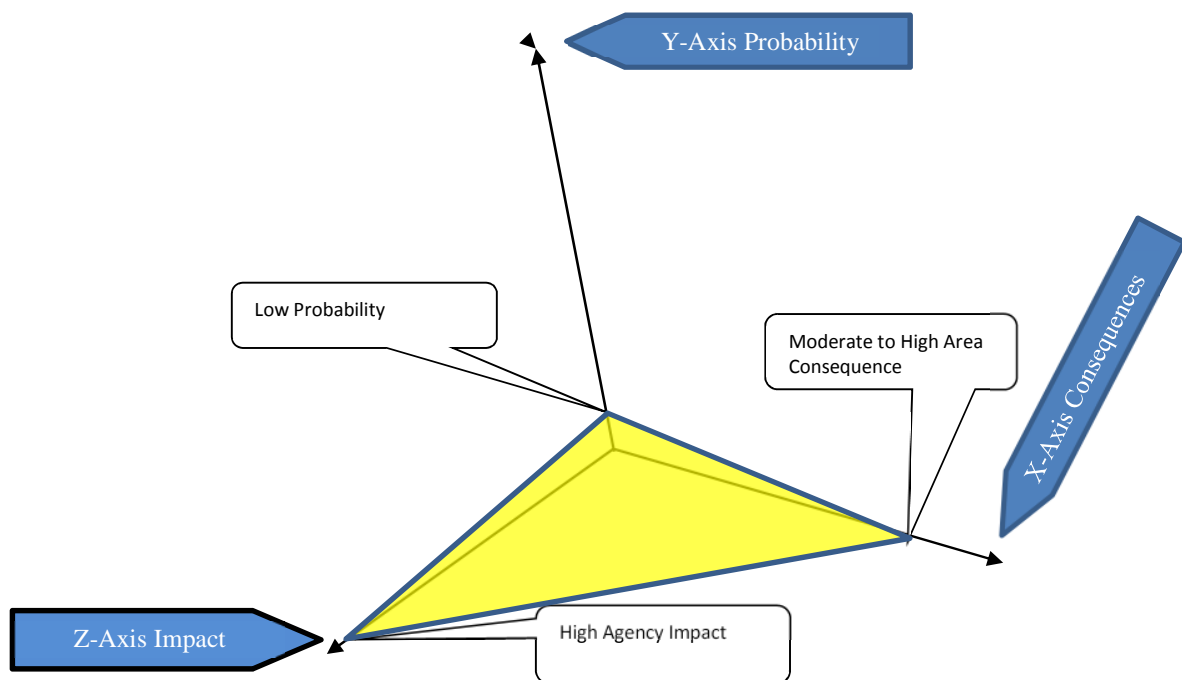 Y-Axis Probability
Low Probability
Moderate to High Area
Consequence
X-Axis Consequences
Z-Axis Impact
High Agency Impact